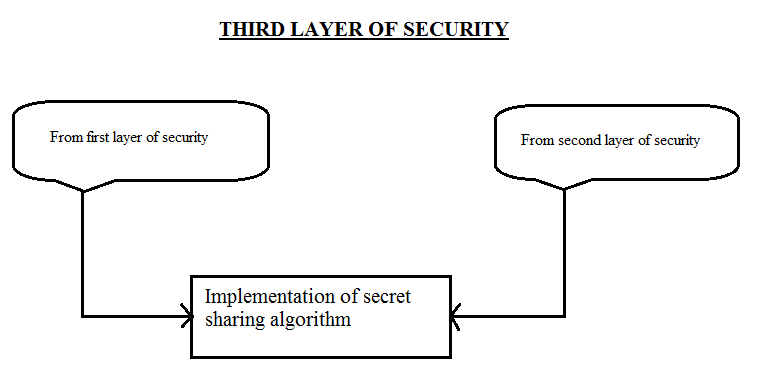 THIRD LAYER OF SECURITY
From first layer of security
From second layer of security
Implementation of secret
sharing algorithm